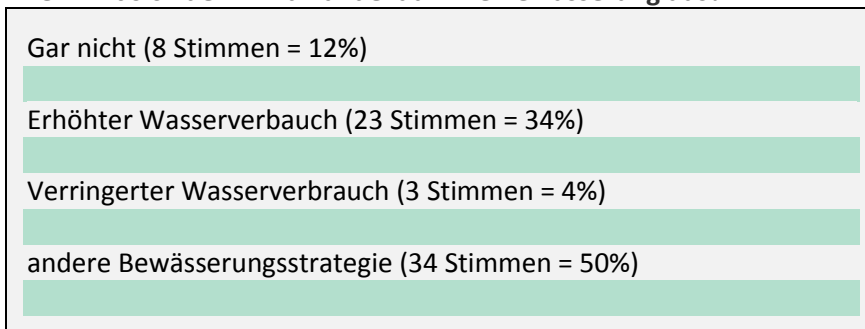 Gar nicht (8 Stimmen = 12%)
Erhöhter Wasserverbauch (23 Stimmen = 34%)
Verringerter Wasserverbrauch (3 Stimmen = 4%)
andere Bewässerungsstrategie (34 Stimmen = 50%)